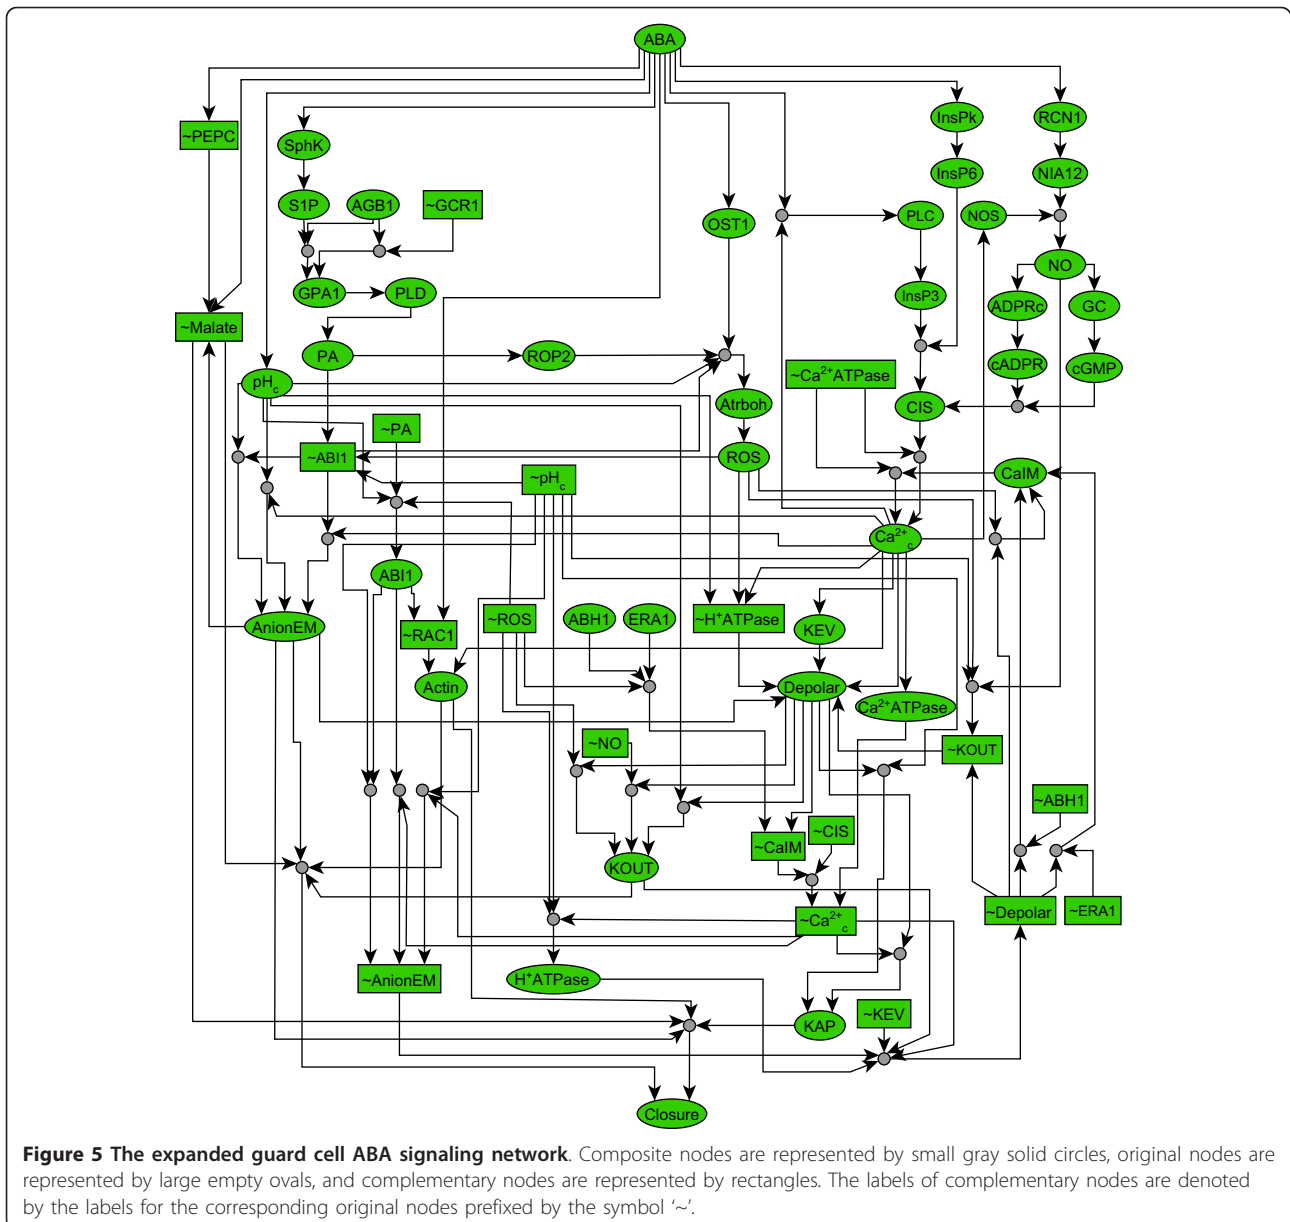 ABA
~PEPC
InsPk
RCN1
SphK
InsP6
NIA12
S1P
AGB1
~GCR1
OST1
PLC
NOS
NO
GPA1
PLD
InsP3
ADPRc
GC
~Malate
PA
ROP2
~Ca²⁺ATPase
cADPR
cGMP
pHc
Atrboh
CIS
~PA
~ABI1
ROS
~pHc
CaIM
Ca²⁺c
ABI1
AnionEM
~RAC1
~ROS
ABH1
ERA1
~H⁺ATPase
KEV
Actin
Depolar
Ca²⁺ATPase
~NO
~KOUT
~ABH1
~CIS
~CaIM
KOUT
~Ca²⁺c
~Depolar
~ERA1
~AnionEM
H⁺ATPase
KAP
~KEV
Closure
Figure 5 The expanded guard cell ABA signaling network. Composite nodes are represented by small gray solid circles, original nodes are
represented by large empty ovals, and complementary nodes are represented by rectangles. The labels of complementary nodes are denoted
by the labels for the corresponding original nodes prefixed by the symbol '~'.